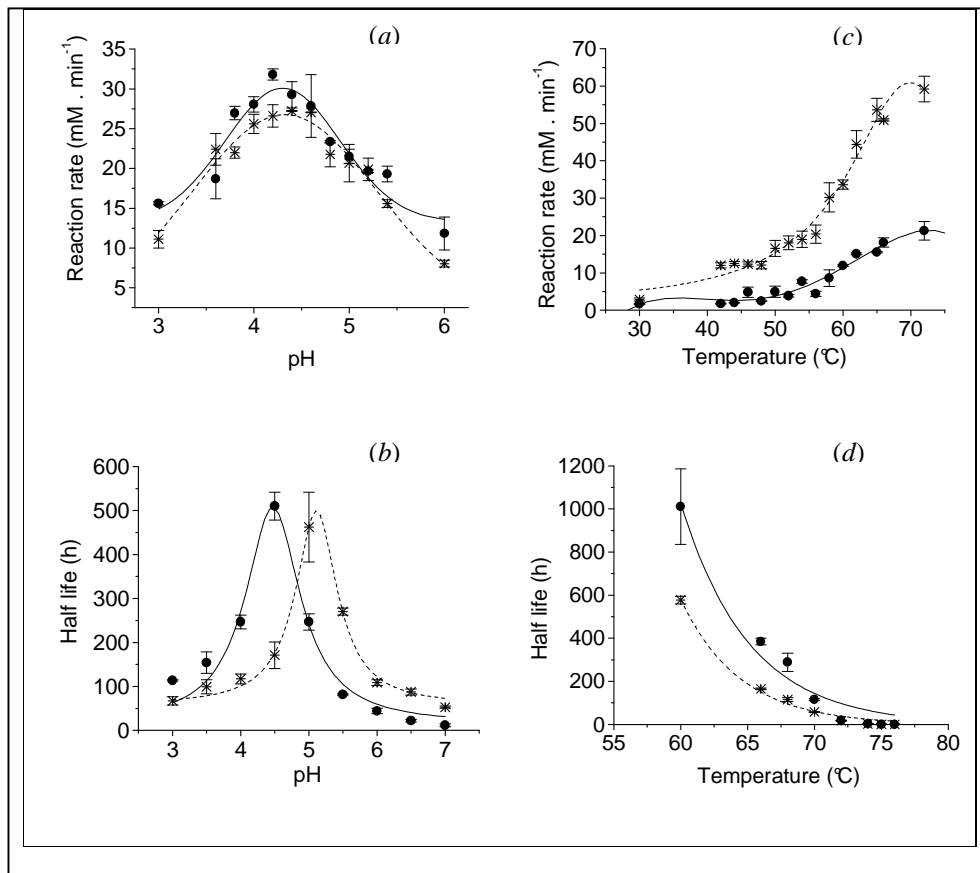 (a)
35
30
25
20
15
10
5
Reaction rate (mM . min-1)
3 4 5 6
pH
(c)
70
60
50
40
30
20
10
0
Reaction rate (mM . min-1)
30 40 50 60 70
Temperature (°C)
(b)
600
500
400
300
200
100
0
Half life (h)
3 4 5 6 7
pH
(d)
1200
1000
800
600
400
200
0
Half life (h)
55 60 65 70 75 80
Temperature (°C)